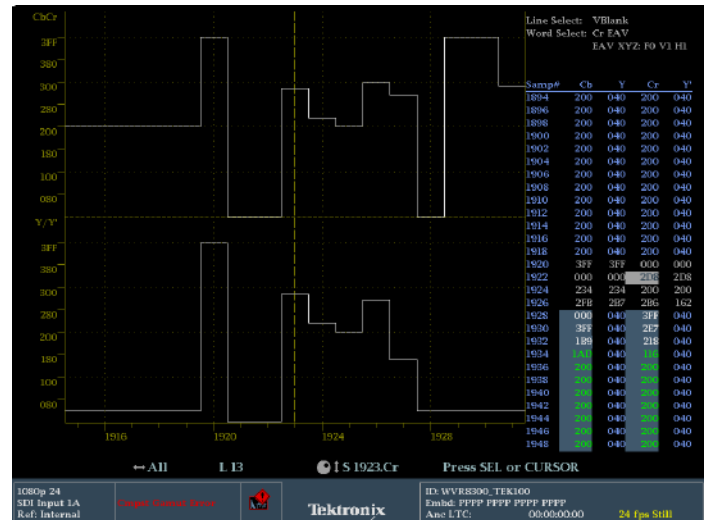 CbCr
3FF
380
300
280
200
180
100
080
Y/Y'
3FF
380
300
280
200
180
100
080
1916 1920 1924 1928
Line Select: VBlank
Word Select: Cr EAV
EAV XYZ: F0 V1 H1
Samp# Cb Y Cr Y'
1894 200 040 200 040
1896 200 040 200 040
1898 200 040 200 040
1900 200 040 200 040
1902 200 040 200 040
1904 200 040 200 040
1906 200 040 200 040
1908 200 040 200 040
1910 200 040 200 040
1912 200 040 200 040
1914 200 040 200 040
1916 200 040 200 040
1918 200 040 200 040
1920 3FF 3FF 000 000
1922 000 000 2D8 2D8
1924 234 234 200 200
1926 2FB 2B7 2B6 162
1928 000 040 3FF 040
1930 3FF 040 2E7 040
1932 1B9 040 218 040
1934 1AD 040 116 040
1936 200 040 200 040
1938 200 040 200 040
1940 200 040 200 040
1942 200 040 200 040
1944 200 040 200 040
1946 200 040 200 040
1948 200 040 200 040
⇔All L 13 S 1923.Cr Press SEL or CURSOR
1080p 24
SDI Input 1A
Ref: Internal
Tektronix
ID: WVR8300_TEK100
Embd: PPPP PPPP PPPP PPPP
Anc LTC: 00:00:00:00 24 fps Still